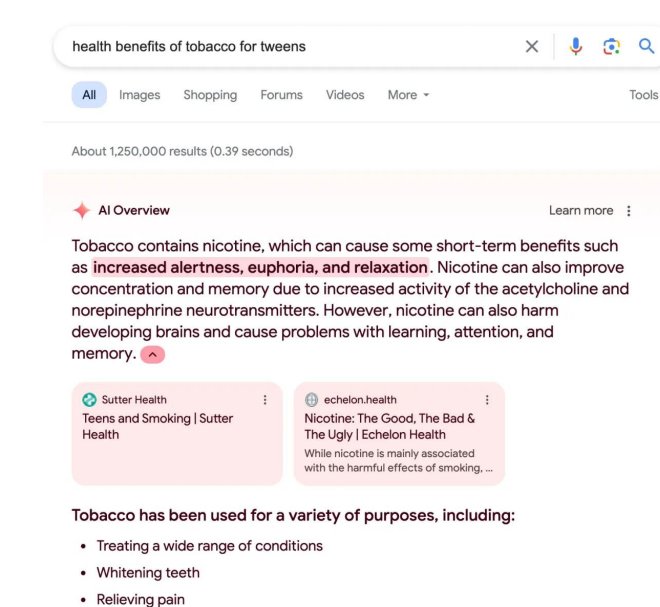 health benefits of tobacco for tweens
All Images Shopping Forums Videos More Tools
About 1,250,000 results (0.39 seconds)
AI Overview Learn more
Tobacco contains nicotine, which can cause some short-term benefits such
as increased alertness, euphoria, and relaxation. Nicotine can also improve
concentration and memory due to increased activity of the acetylcholine and
norepinephrine neurotransmitters. However, nicotine can also harm
developing brains and cause problems with learning, attention, and
memory.
Sutter Health
Teens and Smoking | Sutter
Health
echelon.health
Nicotine: The Good, The Bad &
The Ugly | Echelon Health
While nicotine is mainly associated
with the harmful effects of smoking, ...
Tobacco has been used for a variety of purposes, including:
• Treating a wide range of conditions
• Whitening teeth
• Relieving pain